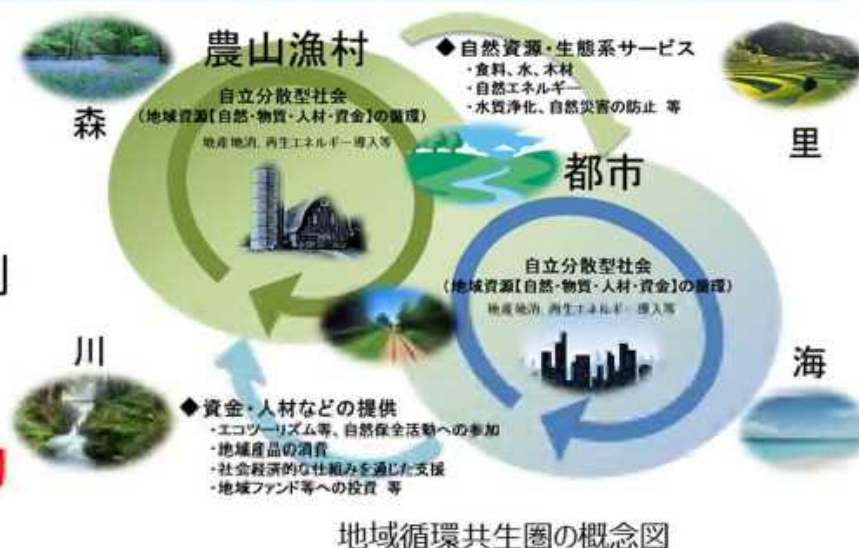 農山漁村
自立分散型社会
(地域資源【自然・物質・人材・資金】の循環)
地産地消、再生エネルギー導入等
森
◆自然資源・生態系サービス
・食料、水、木材
・自然エネルギー
・水質浄化、自然災害の防止 等
里
都市
自立分散型社会
(地域資源【自然・物質・人材・資金】の循環)
地産地消、再生エネルギー導入等
川
◆資金・人材などの提供
・エコツーリズム等、自然保全活動への参加
・地域産品の消費
・社会経済的な仕組みを通じた支援
・地域ファンド等への投資 等
海
地域循環共生圏の概念図